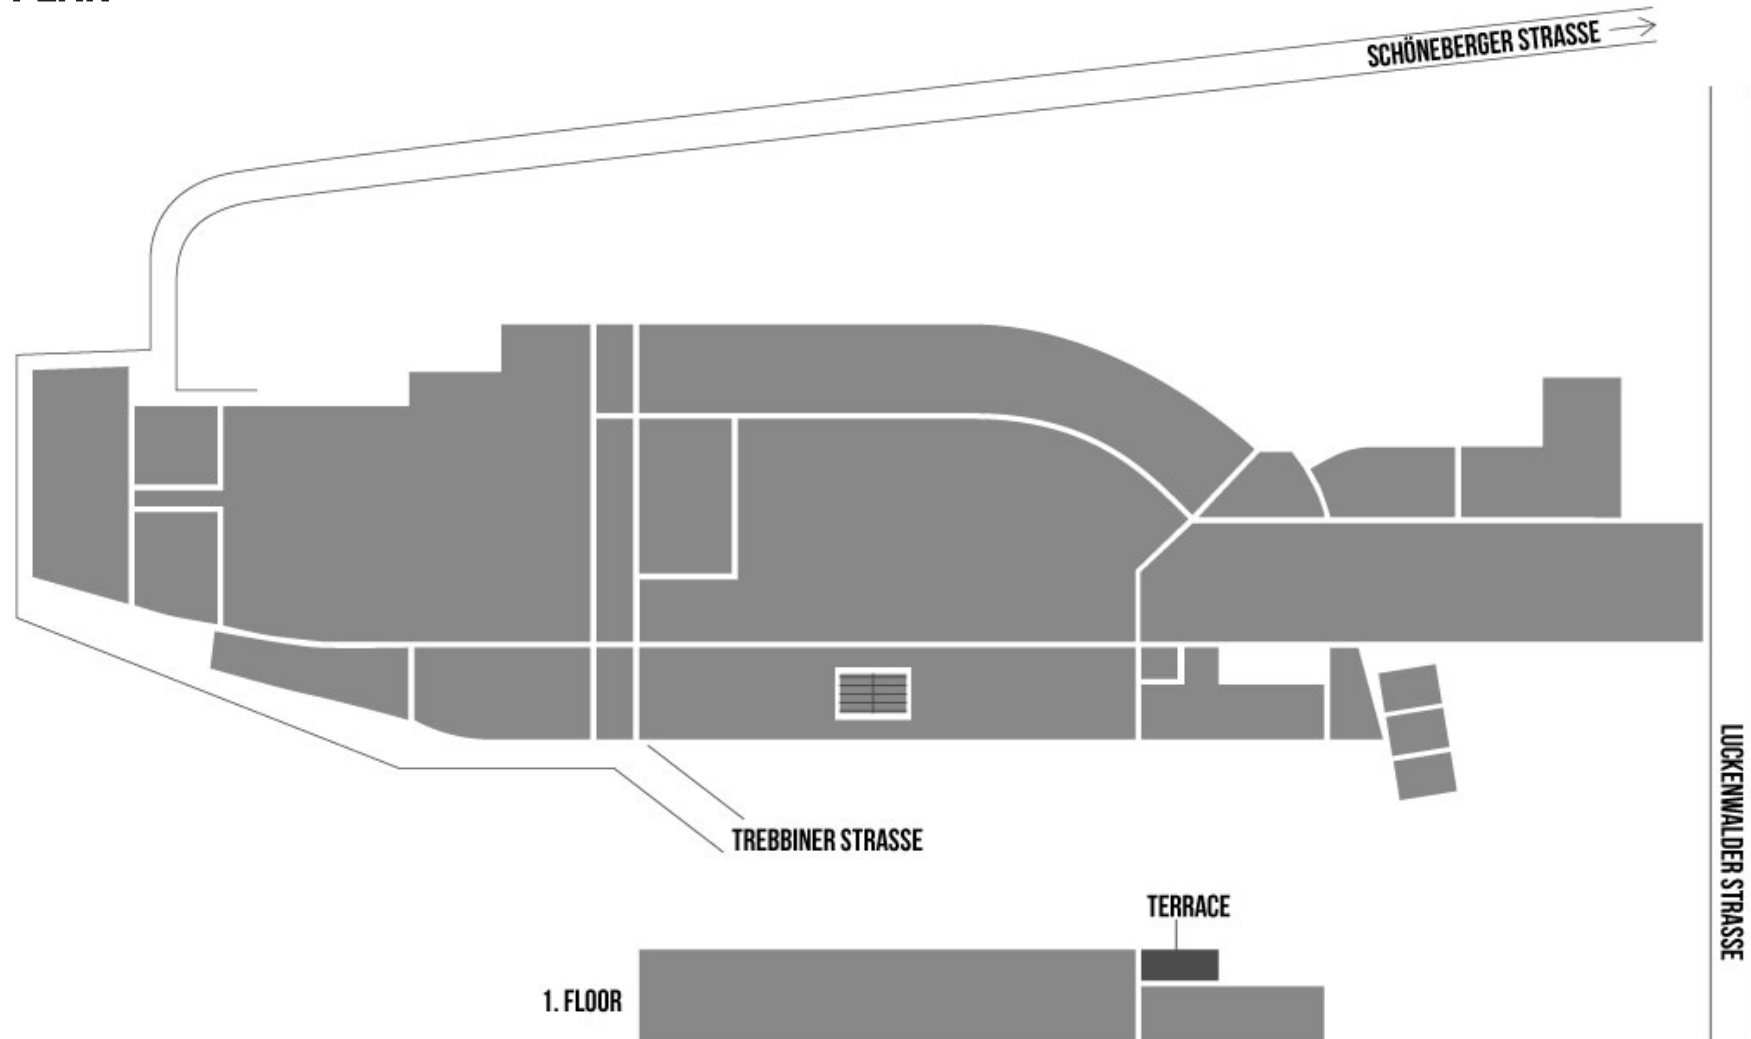 SCHÖNEBERGER STRASSE
LUCKENWALDER STRASSE
TREBBINER STRASSE
TERRACE
1. FLOOR